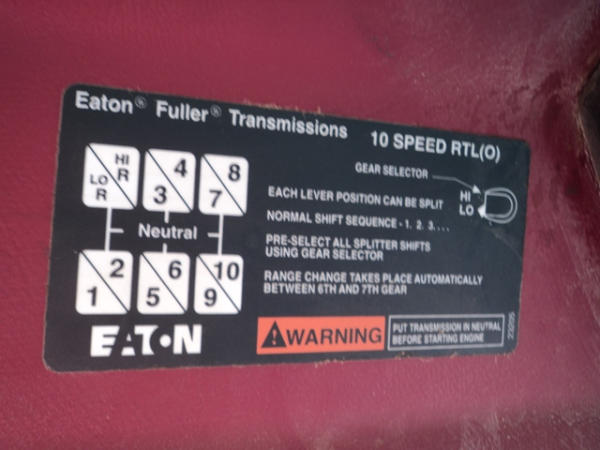 Eaton® Fuller® Transmissions 10 SPEED RTL(O)
GEAR SELECTOR
HI
LO
EACH LEVER POSITION CAN BE SPLIT
NORMAL SHIFT SEQUENCE - 1. 2. 3. . . .
PRE-SELECT ALL SPLITTER SHIFTS
USING GEAR SELECTOR
RANGE CHANGE TAKES PLACE AUTOMATICALLY
BETWEEN 6TH AND 7TH GEAR
HI R 4 8
LO R 3 7
Neutral
2 6 10
1 5 9
EATON
WARNING
PUT TRANSMISSION IN NEUTRAL
BEFORE STARTING ENGINE